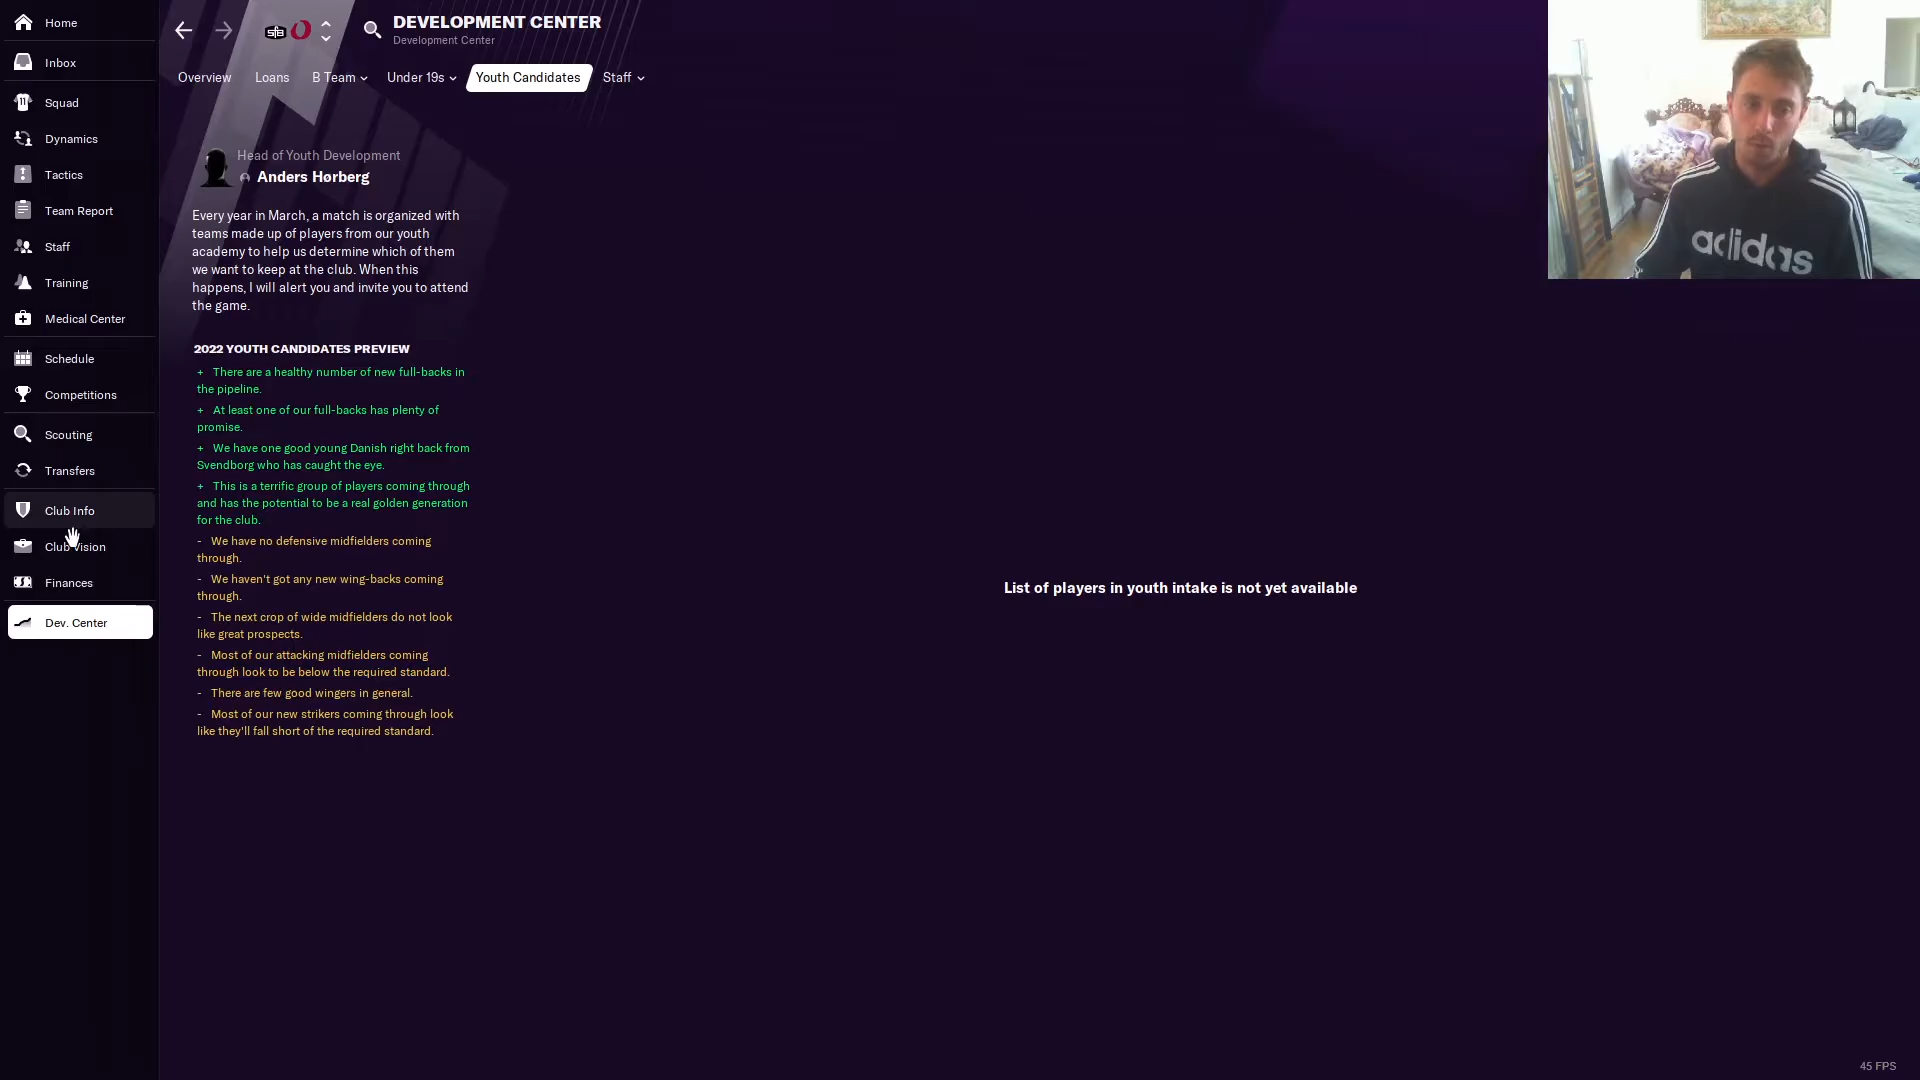 Home
Inbox
Squad
Dynamics
Tactics
Team Report
Staff
Training
Medical Center
Schedule
Competitions
Scouting
Transfers
Club Info
Club Vision
Finances
Dev. Center
DEVELOPMENT CENTER
Development Center
Overview
Loans
B Team
Under 19s
Youth Candidates
Staff
Head of Youth Development
Anders Hørberg
Every year in March, a match is organized with
teams made up of players from our youth
academy to help us determine which of them
we want to keep at the club. When this
happens, I will alert you and invite you to attend
the game.
2022 YOUTH CANDIDATES PREVIEW
+ There are a healthy number of new full-backs in
the pipeline.
+ At least one of our full-backs has plenty of
promise.
+ We have one good young Danish right back from
Svendborg who has caught the eye.
+ This is a terrific group of players coming through
and has the potential to be a real golden generation
for the club.
- We have no defensive midfielders coming
through.
- We haven't got any new wing-backs coming
through.
- The next crop of wide midfielders do not look
like great prospects.
- Most of our attacking midfielders coming
through look to be below the required standard.
- There are few good wingers in general.
- Most of our new strikers coming through look
like they'll fall short of the required standard.
List of players in youth intake is not yet available
adidas
45 FPS